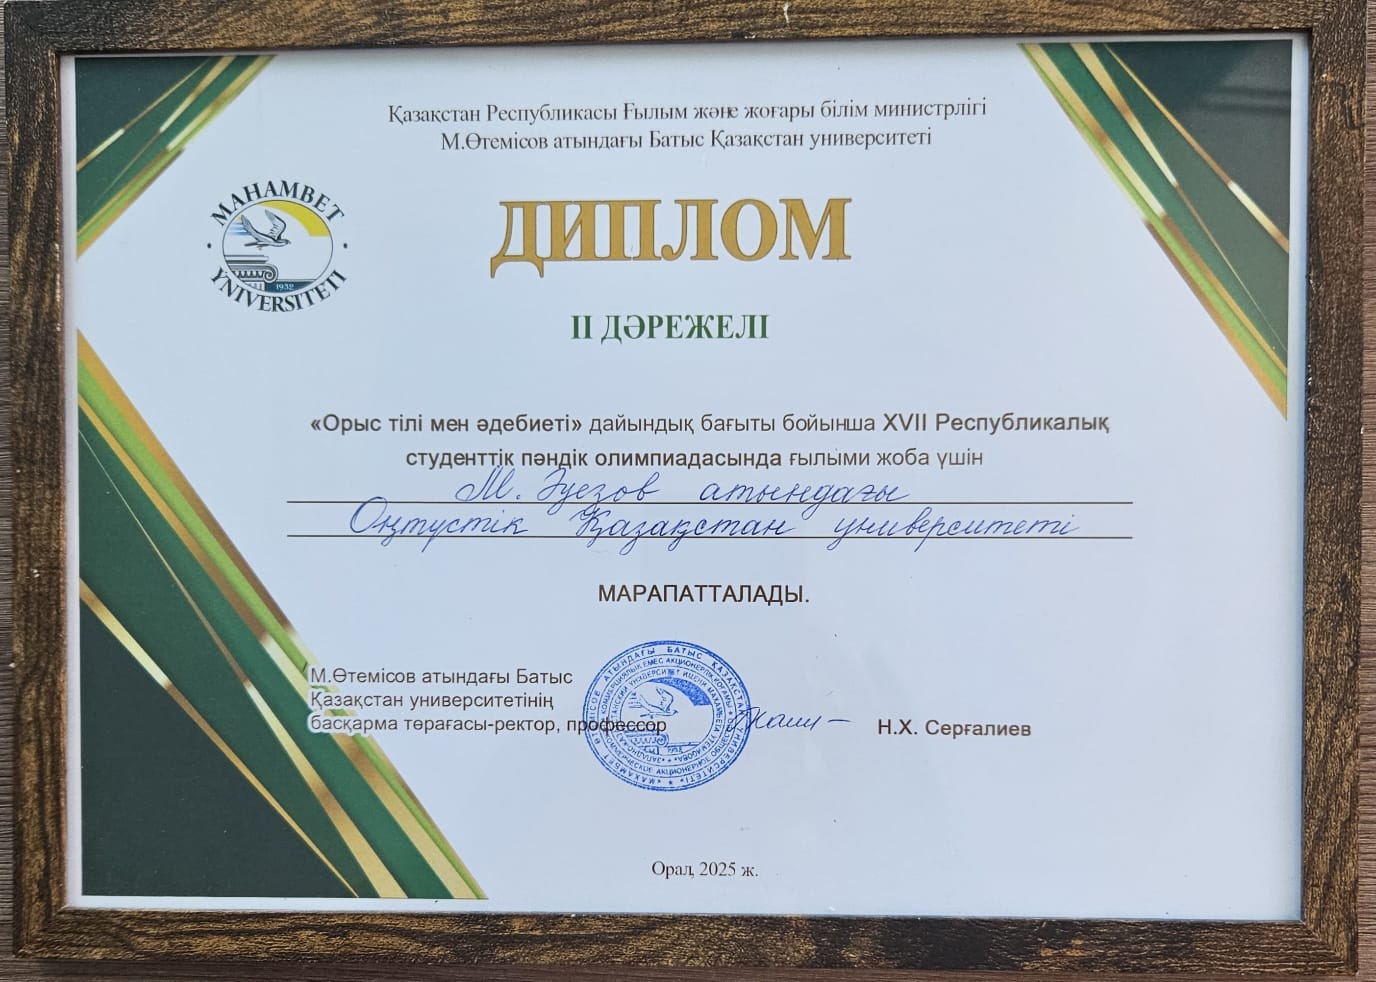 Қазақстан Республикасы Ғылым және жоғары білім министрлігі
М.Өтемісов атындағы Батыс Қазақстан университеті
MAHAMBET
ÝNIVERSITETI
1932
ДИПЛОМ
ІІ ДӘРЕЖЕЛІ
«Орыс тілі мен әдебиеті» дайындық бағыты бойынша XVII Республикалық
студенттік пәндік олимпиадасында ғылыми жоба үшін
М. Әуезов атындағы
Оңтүстік Қазақстан университеті
МАРАПАТТАЛАДЫ.
М.Өтемісов атындағы Батыс
Қазақстан университетінің
басқарма төрағасы-ректор, профессор
Н.Х. Серғалиев
Орал, 2025 ж.